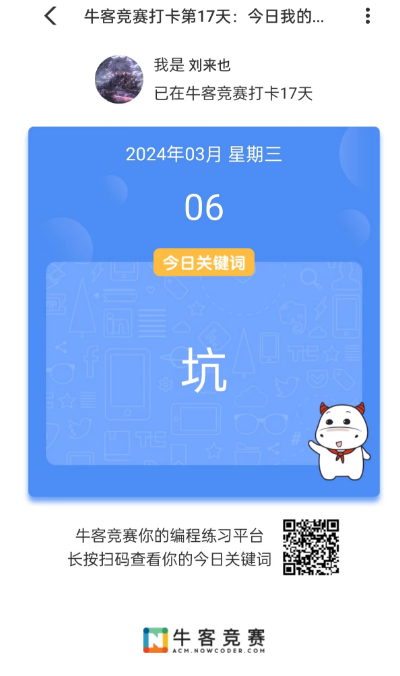 牛客竞赛打卡第17天：今日我的...
我是 刘来也
已在牛客竞赛打卡17天
2024年03月 星期三
06
今日关键词
坑
牛客竞赛你的编程练习平台
长按扫码查看你的今日关键词
牛客竞赛
ACM.NOWCODER.COM